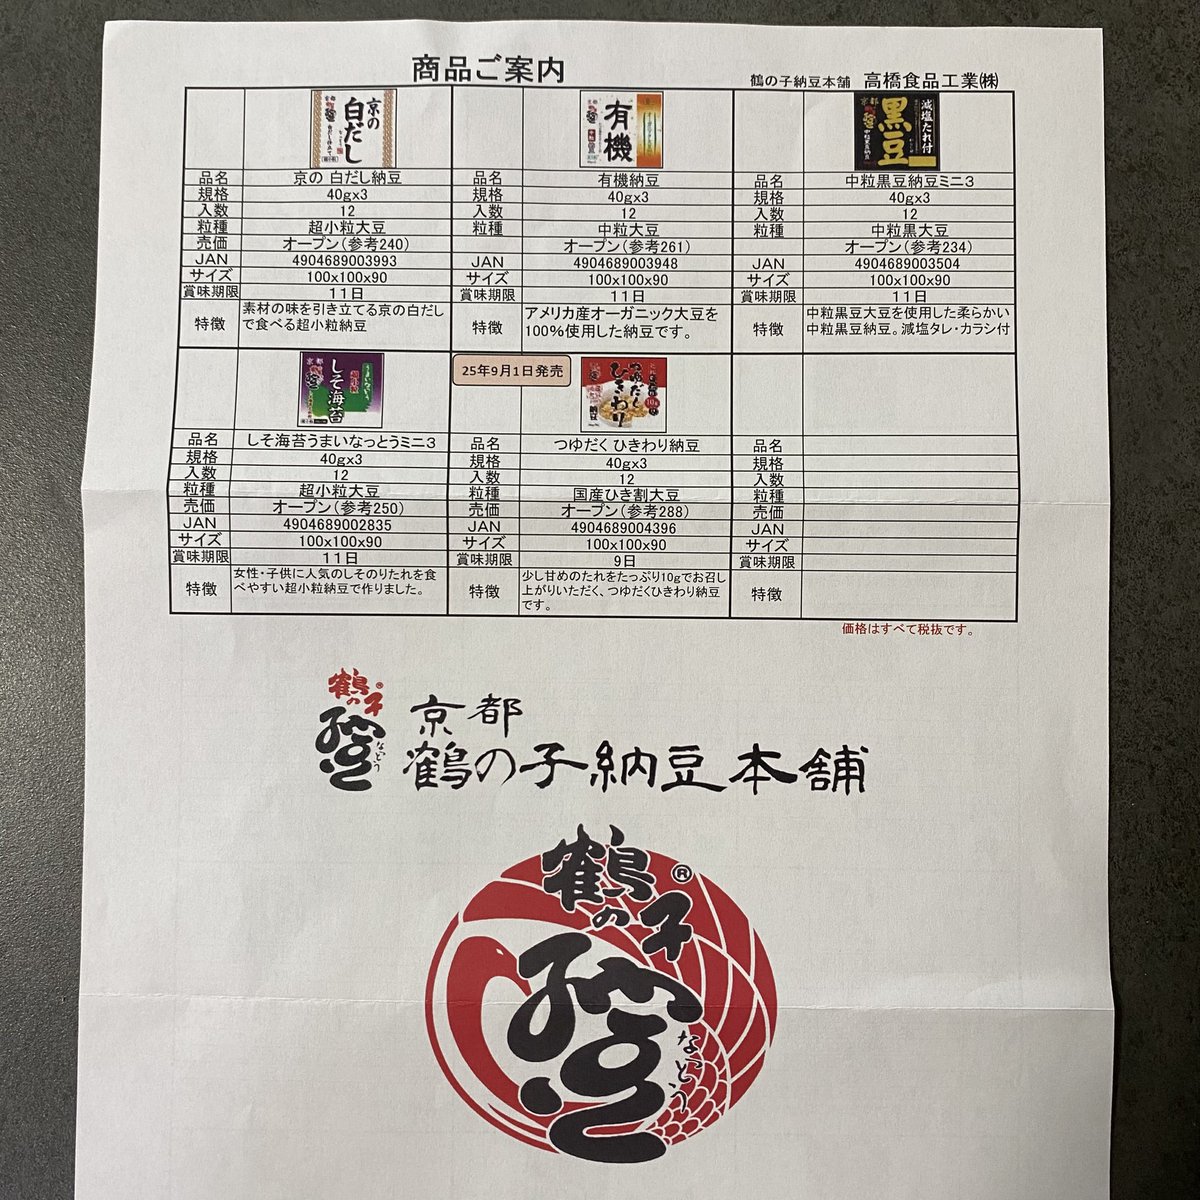 商品ご案内
鶴の子納豆本舗 高橋食品工業㈱
京の
白だし
有機
京都
黒豆
減塩たれ付
品名 京の 白だし納豆 品名 有機納豆 品名 中粒黒豆納豆ミニ3
規格 40gx3 規格 40gx3 規格 40gx3
入数 12 入数 12 入数 12
粒種 超小粒大豆 粒種 中粒大豆 粒種 中粒黒大豆
売価 オープン(参考240) オープン(参考261) オープン(参考234)
JAN 4904689003993 JAN 4904689003948 JAN 4904689003504
サイズ 100x100x90 サイズ 100x100x90 サイズ 100x100x90
賞味期限 11日 賞味期限 11日 賞味期限 11日
特徴 素材の味を引き立てる京の白だし
で食べる超小粒納豆
特徴 アメリカ産オーガニック大豆を
100%使用した納豆です。
特徴 中粒黒豆大豆を使用した柔らかい
中粒黒豆納豆。減塩タレ・カラシ付
しそ海苔
25年9月1日発売
つゆだく
ひきわり
納豆
品名 しそ海苔うまいなっとうミニ3 品名 つゆだく ひきわり納豆 品名
規格 40gx3 規格 40gx3 規格
入数 12 入数 12 入数
粒種 超小粒大豆 粒種 国産ひき割大豆 粒種
売価 オープン(参考250) 売価 オープン(参考288) 売価
JAN 4904689002835 JAN 4904689004396 JAN
サイズ 100x100x90 サイズ 100x100x90 サイズ
賞味期限 11日 賞味期限 9日 賞味期限
特徴 女性・子供に人気のしそのりたれを食
べやすい超小粒納豆で作りました。
特徴 少し甘めのたれをたっぷり10gでお召し
上がりいただく、つゆだくひきわり納豆
です。
特徴
価格はすべて税抜です。
鶴の子®
なっとう
京都
鶴の子納豆本舗
鶴の子®
なっとう